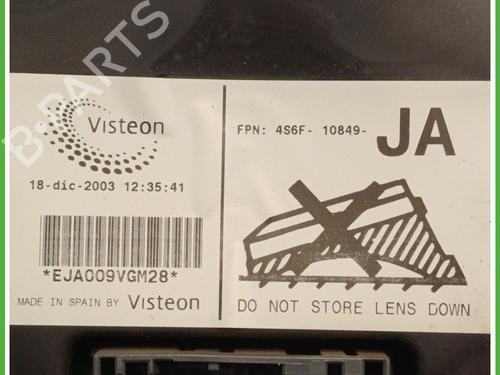 Visteon
18-dic-2003 12:35:41
*EJA009VGM28*
MADE IN SPAIN BY Visteon
FPN: 4S6F- 10849- JA
DO NOT STORE LENS DOWN
B-PARTS